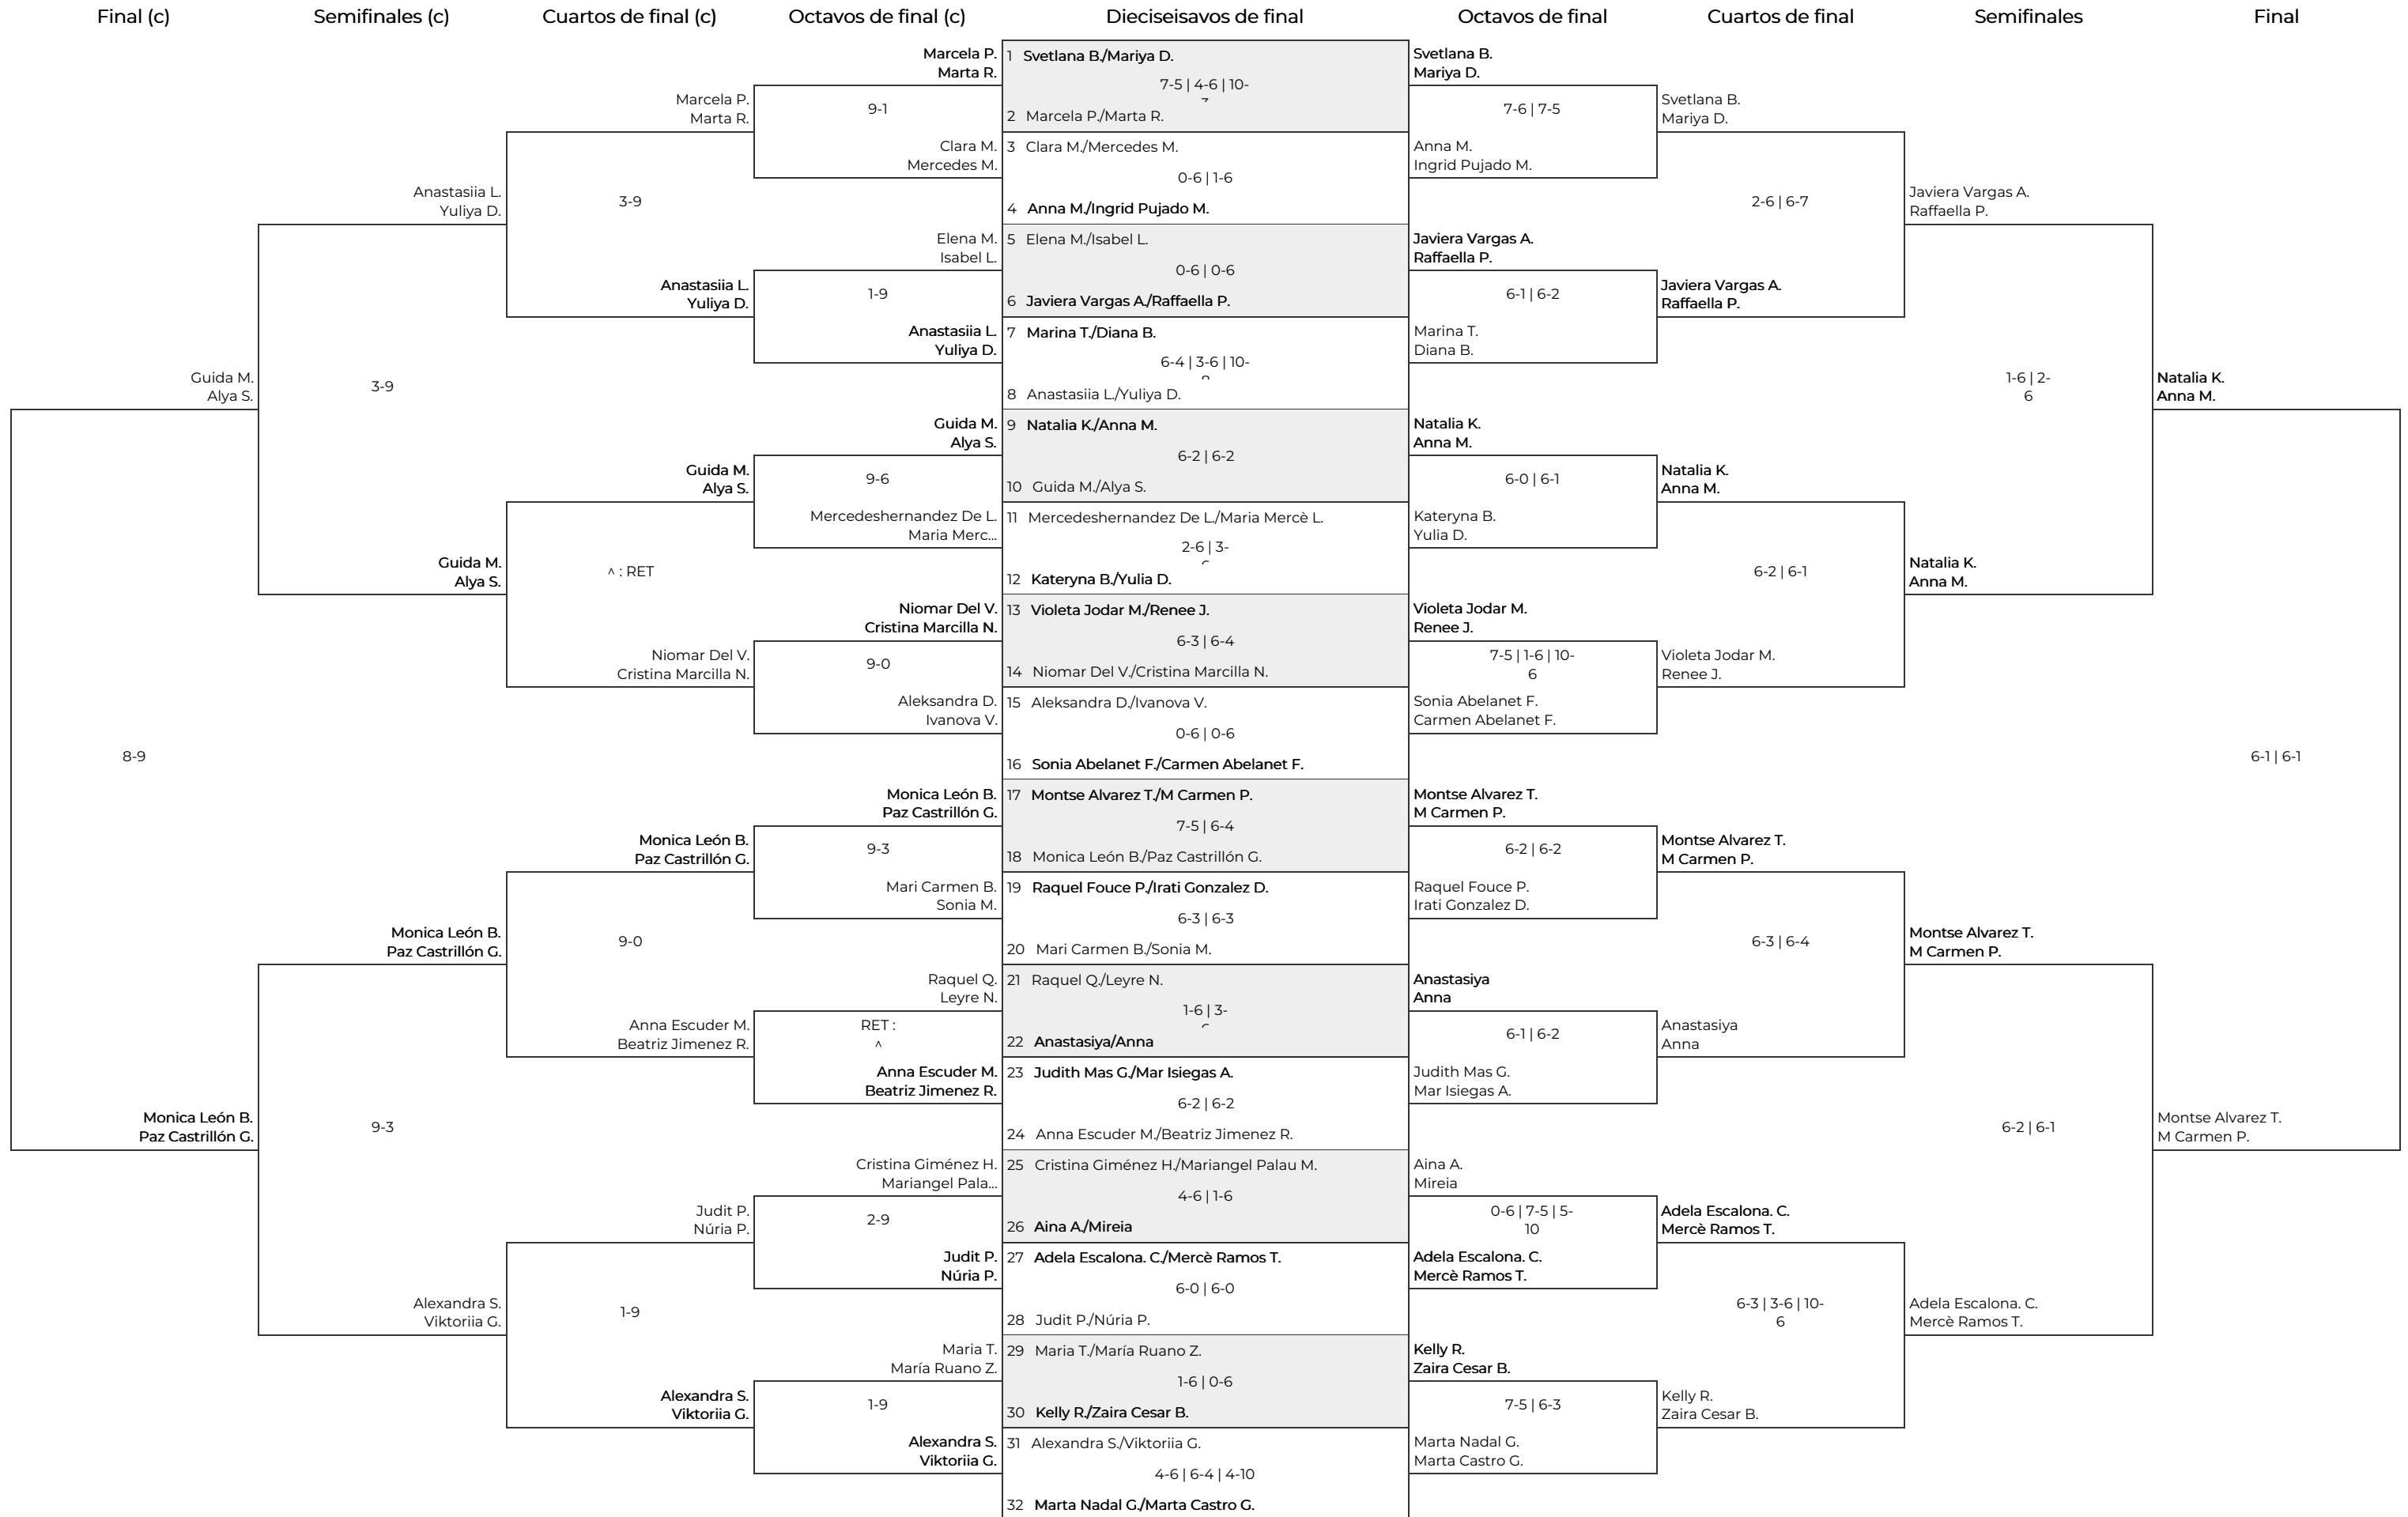 Final (c)
Semifinales (c)
Cuartos de final (c)
Octavos de final (c)
Dieciseisavos de final
Octavos de final
Cuartos de final
Semifinales
Final
Guida M.
Alya S.
8-9
Monica León B.
Paz Castrillón G.
Anastasiia L.
Yuliya D.
3-9
Guida M.
Alya S.
Monica León B.
Paz Castrillón G.
9-3
Alexandra S.
Viktoriia G.
Marcela P.
Marta R.
3-9
Anastasiia L.
Yuliya D.
Guida M.
Alya S.
^ : RET
Niomar Del V.
Cristina Marcilla N.
Monica León B.
Paz Castrillón G.
9-0
Anna Escuder M.
Beatriz Jimenez R.
Judit P.
Núria P.
1-9
Alexandra S.
Viktoriia G.
Marcela P.
Marta R.
9-1
Clara M.
Mercedes M.
Elena M.
Isabel L.
1-9
Anastasiia L.
Yuliya D.
Guida M.
Alya S.
9-6
Mercedeshernandez De L.
Maria Merc...
Niomar Del V.
Cristina Marcilla N.
9-0
Aleksandra D.
Ivanova V.
Monica León B.
Paz Castrillón G.
9-3
Mari Carmen B.
Sonia M.
Raquel Q.
Leyre N.
RET :
^
Anna Escuder M.
Beatriz Jimenez R.
Cristina Giménez H.
Mariangel Pala...
2-9
Judit P.
Núria P.
Maria T.
María Ruano Z.
1-9
Alexandra S.
Viktoriia G.
1 Svetlana B./Mariya D.
7-5 | 4-6 | 10-
2 Marcela P./Marta R.
3 Clara M./Mercedes M.
0-6 | 1-6
4 Anna M./Ingrid Pujado M.
5 Elena M./Isabel L.
0-6 | 0-6
6 Javiera Vargas A./Raffaella P.
7 Marina T./Diana B.
6-4 | 3-6 | 10-
8 Anastasiia L./Yuliya D.
9 Natalia K./Anna M.
6-2 | 6-2
10 Guida M./Alya S.
11 Mercedeshernandez De L./Maria Mercè L.
2-6 | 3-
12 Kateryna B./Yulia D.
13 Violeta Jodar M./Renee J.
6-3 | 6-4
14 Niomar Del V./Cristina Marcilla N.
15 Aleksandra D./Ivanova V.
0-6 | 0-6
16 Sonia Abelanet F./Carmen Abelanet F.
17 Montse Alvarez T./M Carmen P.
7-5 | 6-4
18 Monica León B./Paz Castrillón G.
19 Raquel Fouce P./Irati Gonzalez D.
6-3 | 6-3
20 Mari Carmen B./Sonia M.
21 Raquel Q./Leyre N.
1-6 | 3-
22 Anastasiya/Anna
23 Judith Mas G./Mar Isiegas A.
6-2 | 6-2
24 Anna Escuder M./Beatriz Jimenez R.
25 Cristina Giménez H./Mariangel Palau M.
4-6 | 1-6
26 Aina A./Mireia
27 Adela Escalona. C./Mercè Ramos T.
6-0 | 6-0
28 Judit P./Núria P.
29 Maria T./María Ruano Z.
1-6 | 0-6
30 Kelly R./Zaira Cesar B.
31 Alexandra S./Viktoriia G.
4-6 | 6-4 | 4-10
32 Marta Nadal G./Marta Castro G.
Svetlana B.
Mariya D.
7-6 | 7-5
Anna M.
Ingrid Pujado M.
Javiera Vargas A.
Raffaella P.
6-1 | 6-2
Marina T.
Diana B.
Natalia K.
Anna M.
6-0 | 6-1
Kateryna B.
Yulia D.
Violeta Jodar M.
Renee J.
7-5 | 1-6 | 10-
6
Sonia Abelanet F.
Carmen Abelanet F.
Montse Alvarez T.
M Carmen P.
6-2 | 6-2
Raquel Fouce P.
Irati Gonzalez D.
Anastasiya
Anna
6-1 | 6-2
Judith Mas G.
Mar Isiegas A.
Aina A.
Mireia
0-6 | 7-5 | 5-
10
Adela Escalona. C.
Mercè Ramos T.
Kelly R.
Zaira Cesar B.
7-5 | 6-3
Marta Nadal G.
Marta Castro G.
Svetlana B.
Mariya D.
2-6 | 6-7
Javiera Vargas A.
Raffaella P.
Natalia K.
Anna M.
6-2 | 6-1
Violeta Jodar M.
Renee J.
Montse Alvarez T.
M Carmen P.
6-3 | 6-4
Anastasiya
Anna
Adela Escalona. C.
Mercè Ramos T.
6-3 | 3-6 | 10-
6
Kelly R.
Zaira Cesar B.
Javiera Vargas A.
Raffaella P.
1-6 | 2-
6
Natalia K.
Anna M.
Montse Alvarez T.
M Carmen P.
6-2 | 6-1
Adela Escalona. C.
Mercè Ramos T.
Natalia K.
Anna M.
6-1 | 6-1
Montse Alvarez T.
M Carmen P.